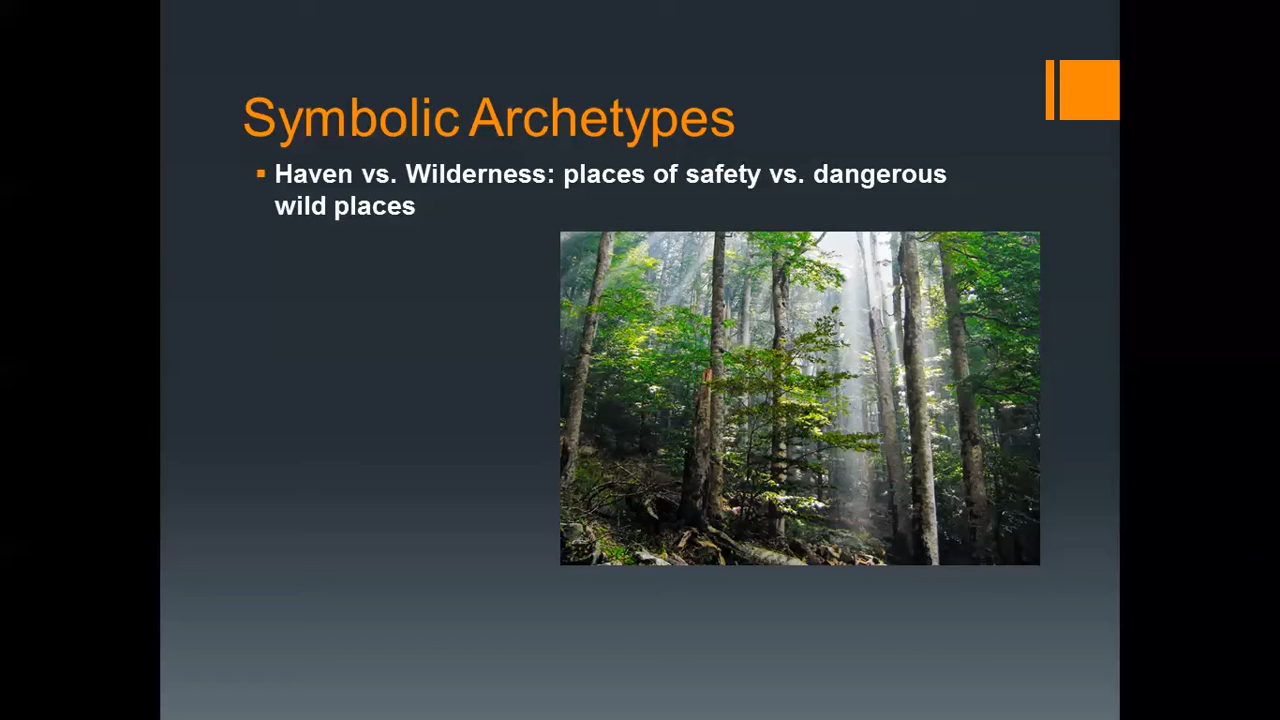 Symbolic Archetypes
Haven vs. Wilderness: places of safety vs. dangerous
wild places